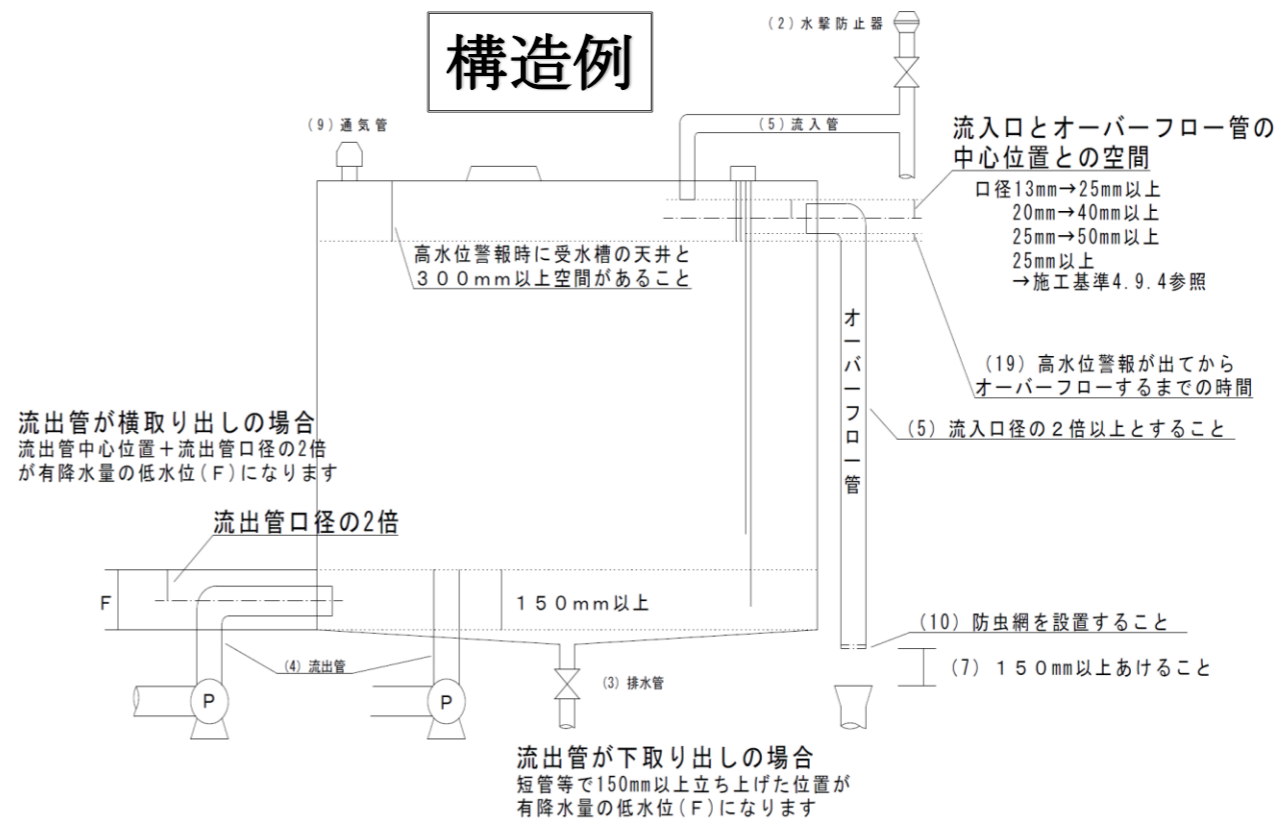 構造例
(2)水撃防止器
(9)通気管
(5)流入管
流入口とオーバーフロー管の
中心位置との空間
口径13mm→25mm以上
20mm→40mm以上
25mm→50mm以上
25mm以上
→施工基準4.9.4参照
高水位警報時に受水槽の天井と
300mm以上空間があること
オーバーフロー管
(19)高水位警報が出てから
オーバーフローするまでの時間
(5)流入口径の2倍以上とすること
流出管が横取り出しの場合
流出管中心位置+流出管口径の2倍
が有降水量の低水位(F)になります
流出管口径の2倍
F
150mm以上
(10)防虫網を設置すること
(7)150mm以上あけること
(4)流出管
(3)排水管
P
P
流出管が下取り出しの場合
短管等で150mm以上立ち上げた位置が
有降水量の低水位(F)になります